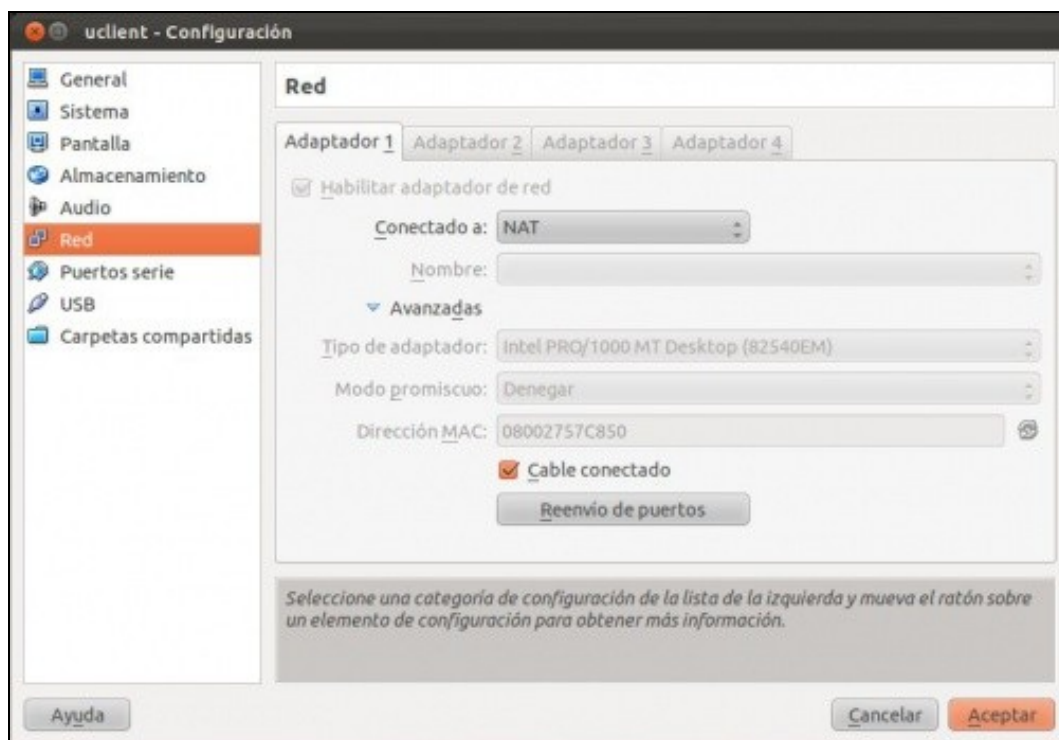 uclient - Configuración
General
Sistema
Pantalla
Almacenamiento
Audio
Red
Puertos serie
USB
Carpetas compartidas
Red
Adaptador 1 Adaptador 2 Adaptador 3 Adaptador 4
Habilitar adaptador de red
Conectado a: NAT
Nombre:
Avanzadas
Tipo de adaptador: Intel PRO/1000 MT Desktop (82540EM)
Modo promiscuo: Denegar
Dirección MAC: 08002757C850
Cable conectado
Reenvío de puertos
Seleccione una categoría de configuración de la lista de la izquierda y mueva el ratón sobre
un elemento de configuración para obtener más información.
Ayuda Cancelar Aceptar